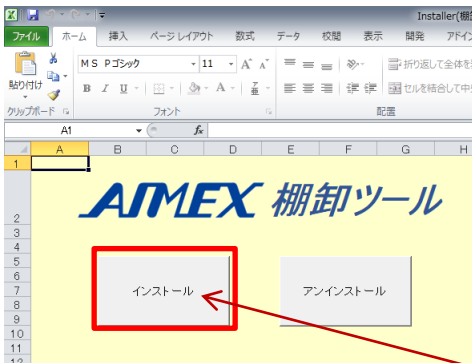 Installer(棚
ファイル ホーム 挿入 ページ レイアウト 数式 データ 校閲 表示 開発 アドイン
貼り付け
ＭＳ Ｐゴシック 11 A A
折り返して全体を
B I U A
セルを結合して中
クリップボード フォント 配置
A1 fx
A B C D E F G H
1
2
AIMEX 棚卸ツール
3
4
5
6
7
インストール アンインストール
8
9
10
11
12